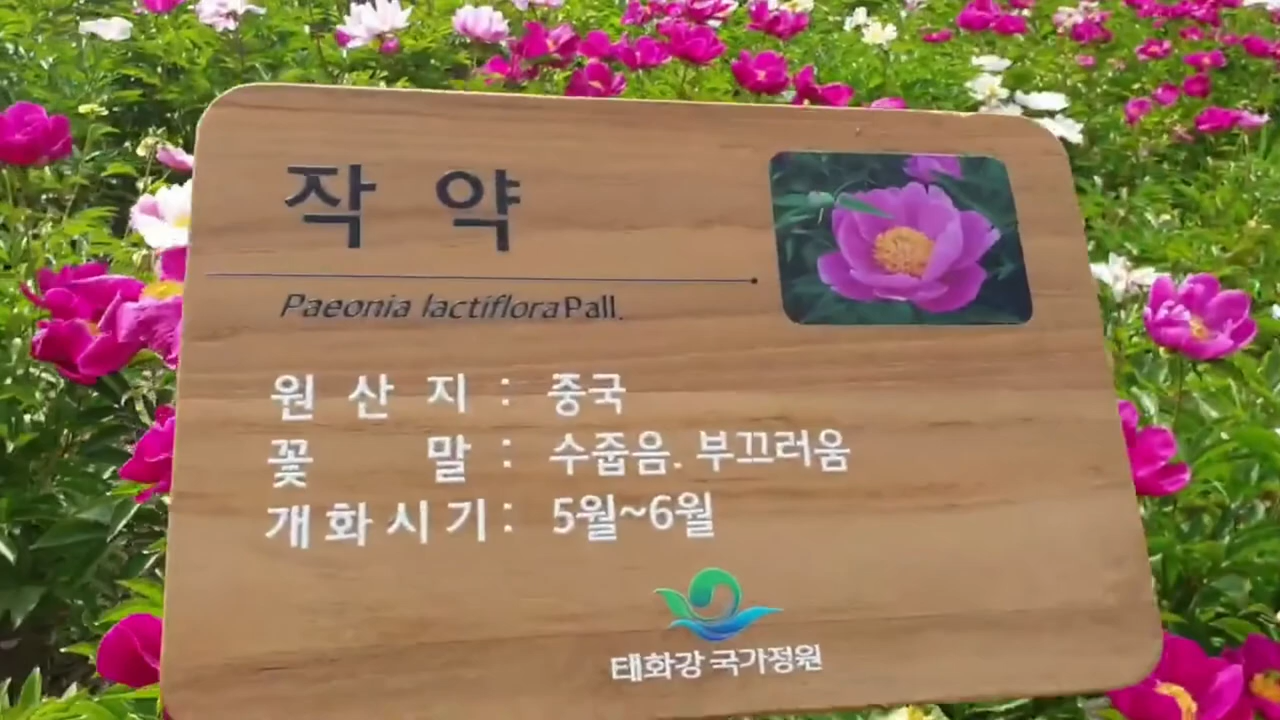 작약
Paeonia lactiflora Pall.
원산지 : 중국
꽃말 : 수줍음. 부끄러움
개화시기 : 5월~6월
태화강 국가정원